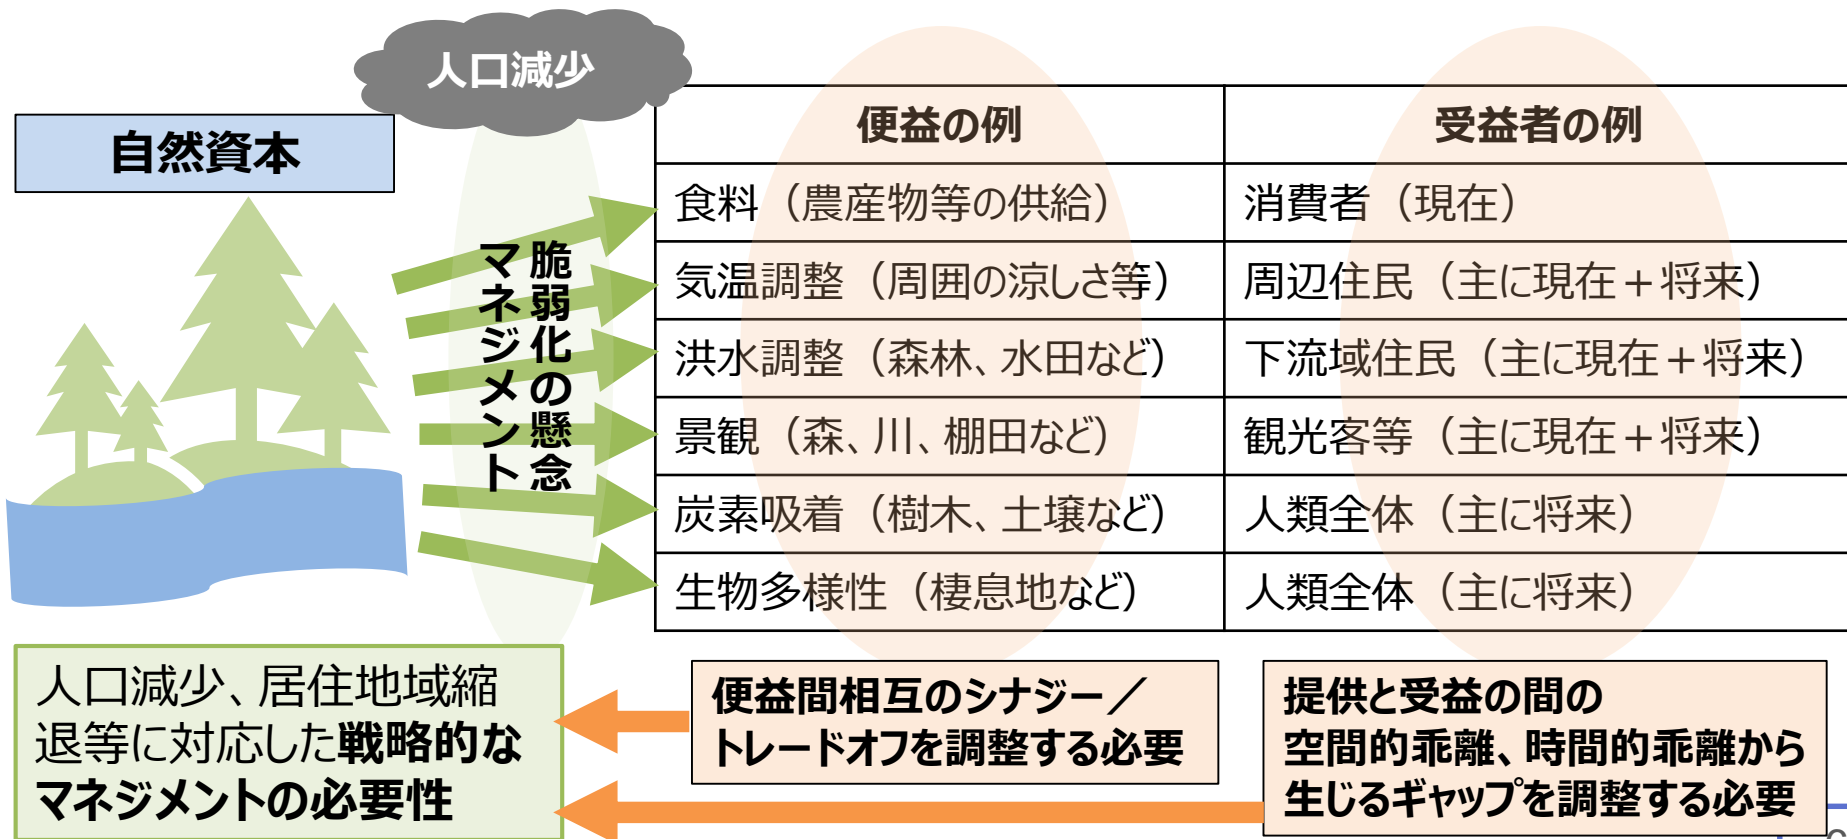 人口減少
自然資本
マネジメント
脆弱化の懸念
便益の例 受益者の例
食料（農産物等の供給） 消費者（現在）
気温調整（周囲の涼しさ等） 周辺住民（主に現在＋将来）
洪水調整（森林、水田など） 下流域住民（主に現在＋将来）
景観（森、川、棚田など） 観光客等（主に現在＋将来）
炭素吸着（樹木、土壌など） 人類全体（主に将来）
生物多様性（棲息地など） 人類全体（主に将来）
人口減少、居住地域縮
退等に対応した戦略的な
マネジメントの必要性
便益間相互のシナジー／
トレードオフを調整する必要
提供と受益の間の
空間的乖離、時間的乖離から
生じるギャップを調整する必要